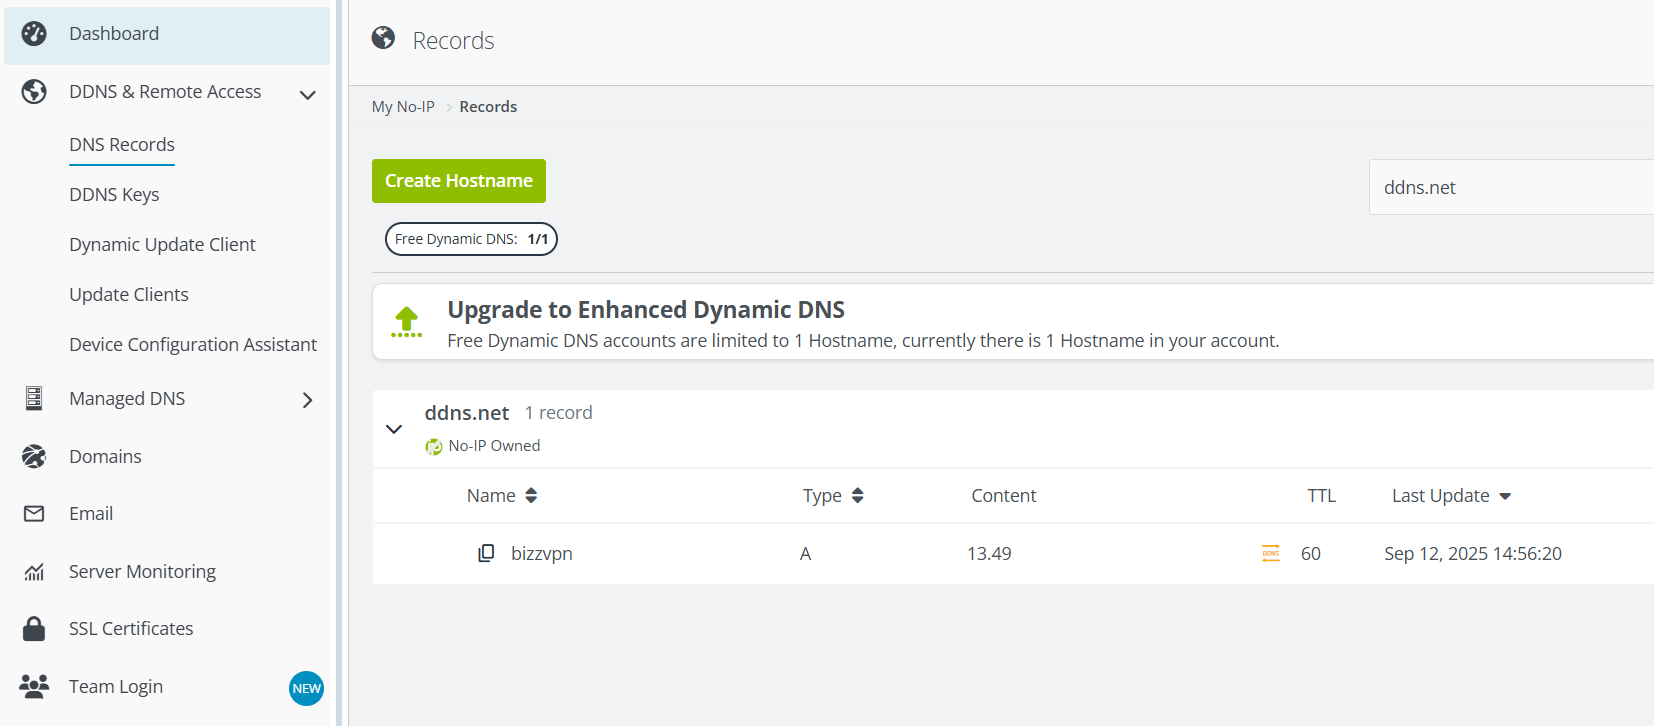 Dashboard
DDNS & Remote Access
DNS Records
DDNS Keys
Dynamic Update Client
Update Clients
Device Configuration Assistant
Managed DNS
Domains
Email
Server Monitoring
SSL Certificates
Team Login
NEW
Records
My No-IP > Records
Create Hostname
ddns.net
Free Dynamic DNS: 1/1
Upgrade to Enhanced Dynamic DNS
Free Dynamic DNS accounts are limited to 1 Hostname, currently there is 1 Hostname in your account.
ddns.net 1 record
No-IP Owned
Name Type Content TTL Last Update
bizzvpn A 13.49 DDNS 60 Sep 12, 2025 14:56:20